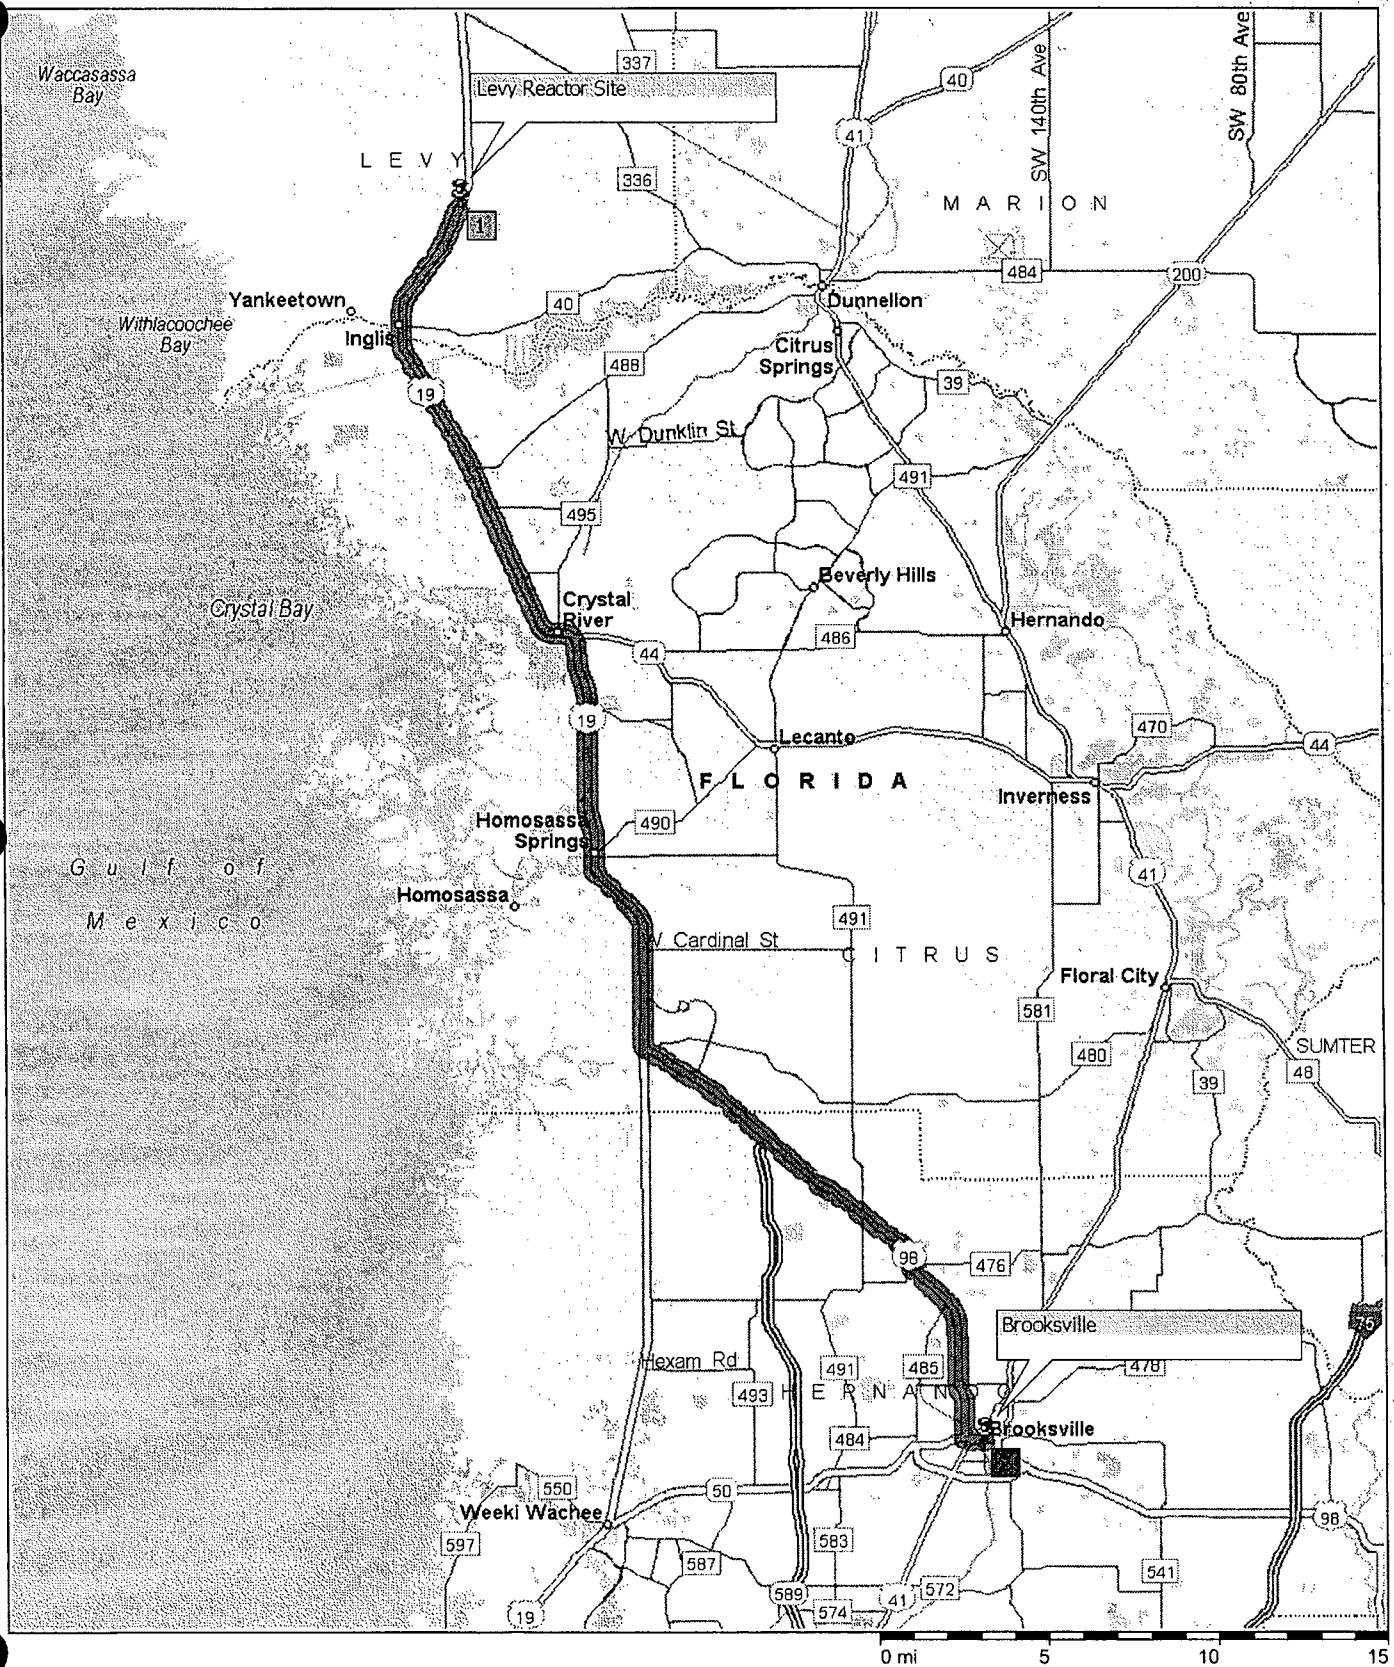 Waccasassa
Bay
337
Levy Reactor Site
40
SW 140th Ave
SW 80th Ave
41
L E V Y
336
M A R I O N
1
484
200
Yankeetown
40
Dunnellon
Withlacoochee
Bay
Inglis
Citrus
Springs
488
39
19
W Dunklin St
491
495
Beverly Hills
Crystal Bay
Crystal
River
Hernando
486
44
19
470
Lecanto
44
F L O R I D A
Inverness
Homosassa
Springs
490
G u l f o f
M e x i c o
41
Homosassa
491
W Cardinal St
C I T R U S
Floral City
581
480
SUMTER
48
39
98
476
Brooksville
75
Hexam Rd
491
485
478
493
H E R N A N D O
484
Brooksville
550
50
Weeki Wachee
98
597
583
587
541
589
572
41
574
19
0 mi
5
10
15